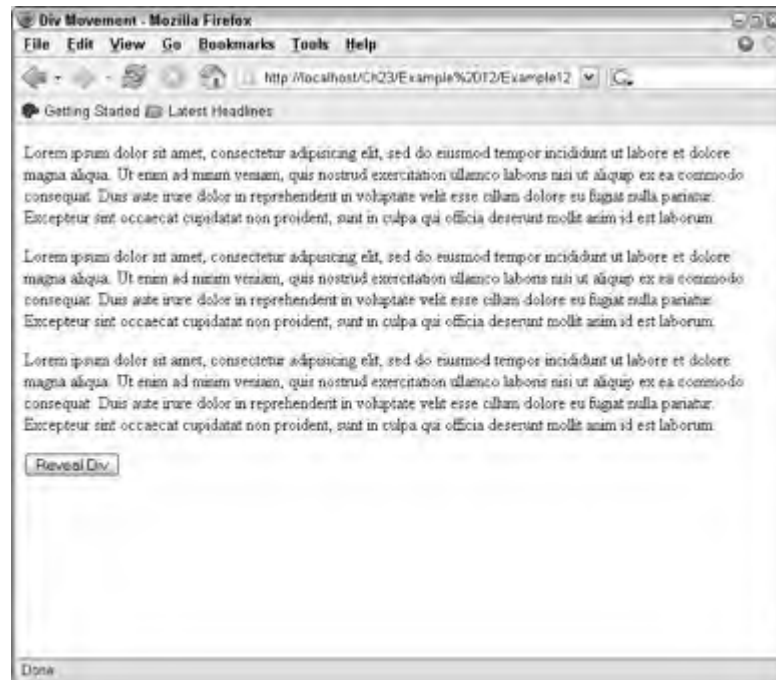 Div Movement - Mozilla Firefox
File Edit View Go Bookmarks Tools Help
http://localhost/Ch23/Example%2012/Example12
G
Getting Started Latest Headlines
Lorem ipsum dolor sit amet, consectetur adipisicing elit, sed do eiusmod tempor incididunt ut labore et dolore
magna aliqua. Ut enim ad minim veniam, quis nostrud exercitation ullamco laboris nisi ut aliquip ex ea commodo
consequat. Duis aute irure dolor in reprehenderit in voluptate velit esse cillum dolore eu fugiat nulla pariatur.
Excepteur sint occaecat cupidatat non proident, sunt in culpa qui officia deserunt mollit anim id est laborum.
Lorem ipsum dolor sit amet, consectetur adipisicing elit, sed do eiusmod tempor incididunt ut labore et dolore
magna aliqua. Ut enim ad minim veniam, quis nostrud exercitation ullamco laboris nisi ut aliquip ex ea commodo
consequat. Duis aute irure dolor in reprehenderit in voluptate velit esse cillum dolore eu fugiat nulla pariatur.
Excepteur sint occaecat cupidatat non proident, sunt in culpa qui officia deserunt mollit anim id est laborum.
Lorem ipsum dolor sit amet, consectetur adipisicing elit, sed do eiusmod tempor incididunt ut labore et dolore
magna aliqua. Ut enim ad minim veniam, quis nostrud exercitation ullamco laboris nisi ut aliquip ex ea commodo
consequat. Duis aute irure dolor in reprehenderit in voluptate velit esse cillum dolore eu fugiat nulla pariatur.
Excepteur sint occaecat cupidatat non proident, sunt in culpa qui officia deserunt mollit anim id est laborum.
Reveal Div
Done